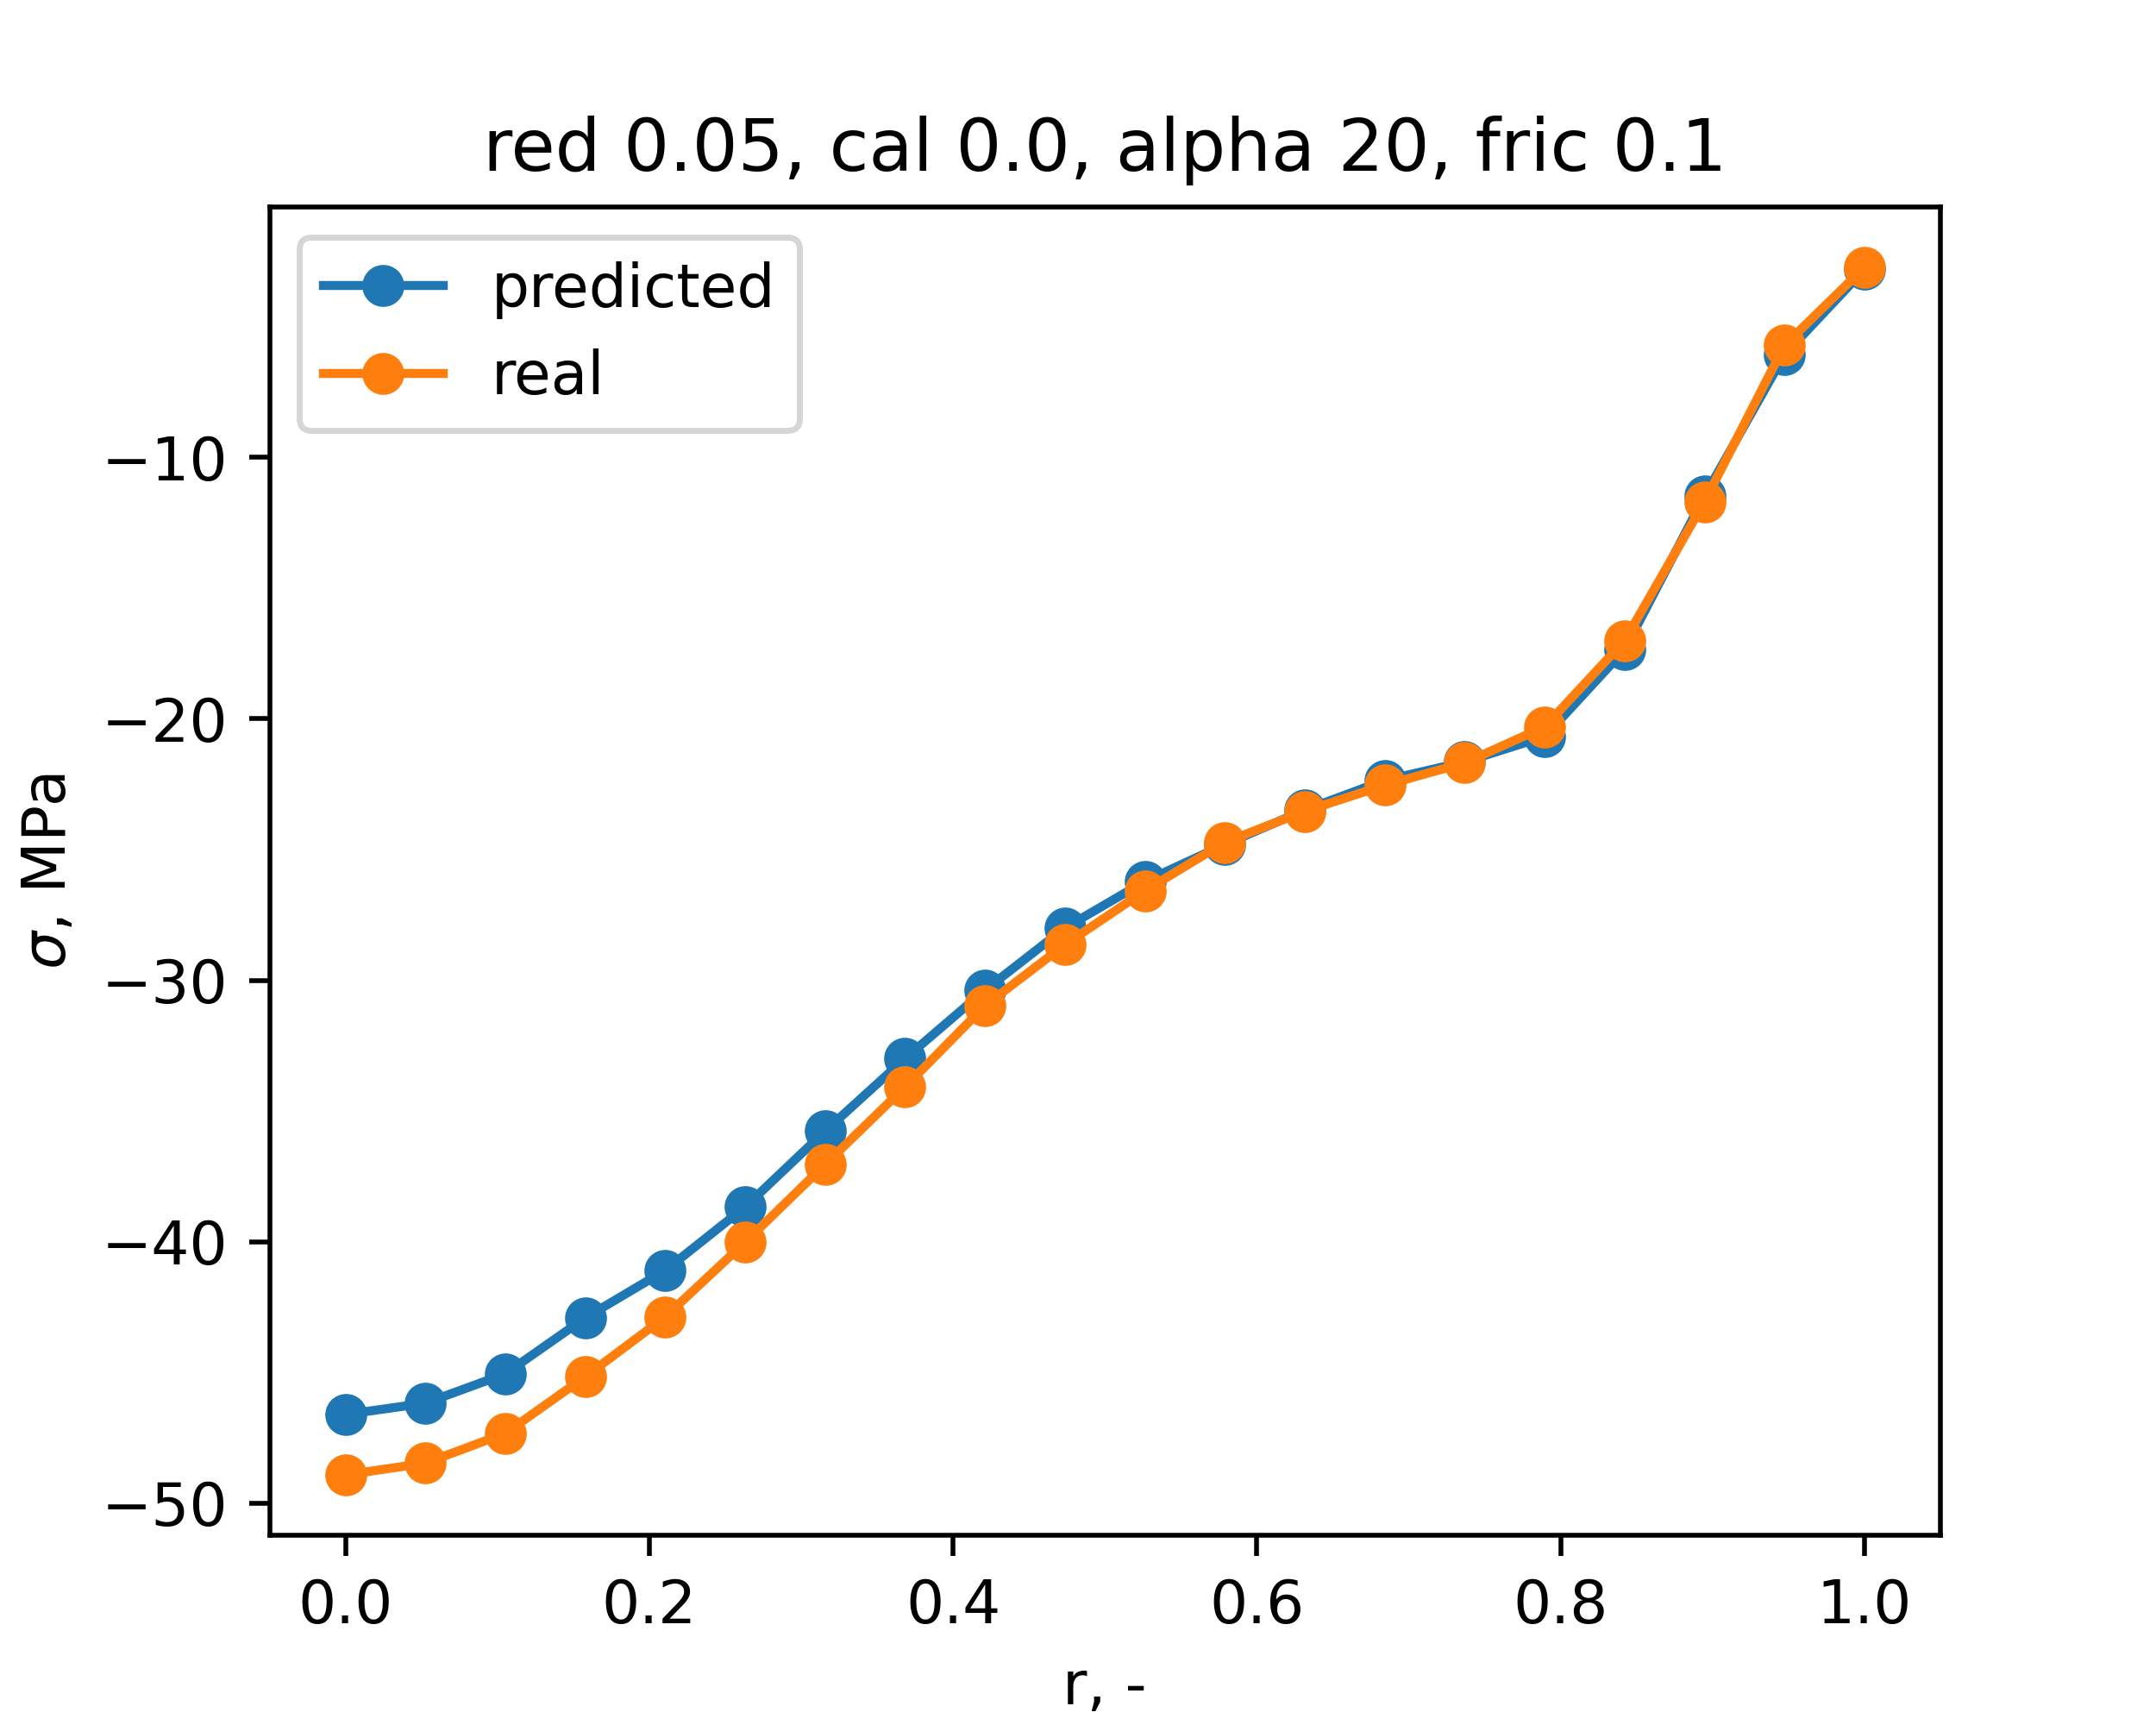 red 0.05, cal 0.0, alpha 20, fric 0.1
predicted
real
−10
−20
−30
−40
−50
σ, MPa
0.0 0.2 0.4 0.6 0.8 1.0
r, -